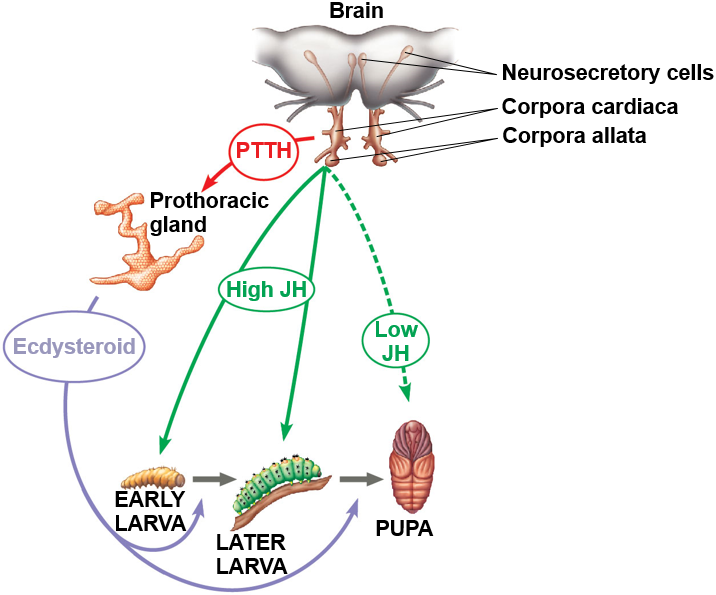 Brain
Neurosecretory cells
Corpora cardiaca
Corpora allata
PTTH
Prothoracic
gland
High JH
Low
JH
Ecdysteroid
EARLY
LARVA
LATER
LARVA
PUPA